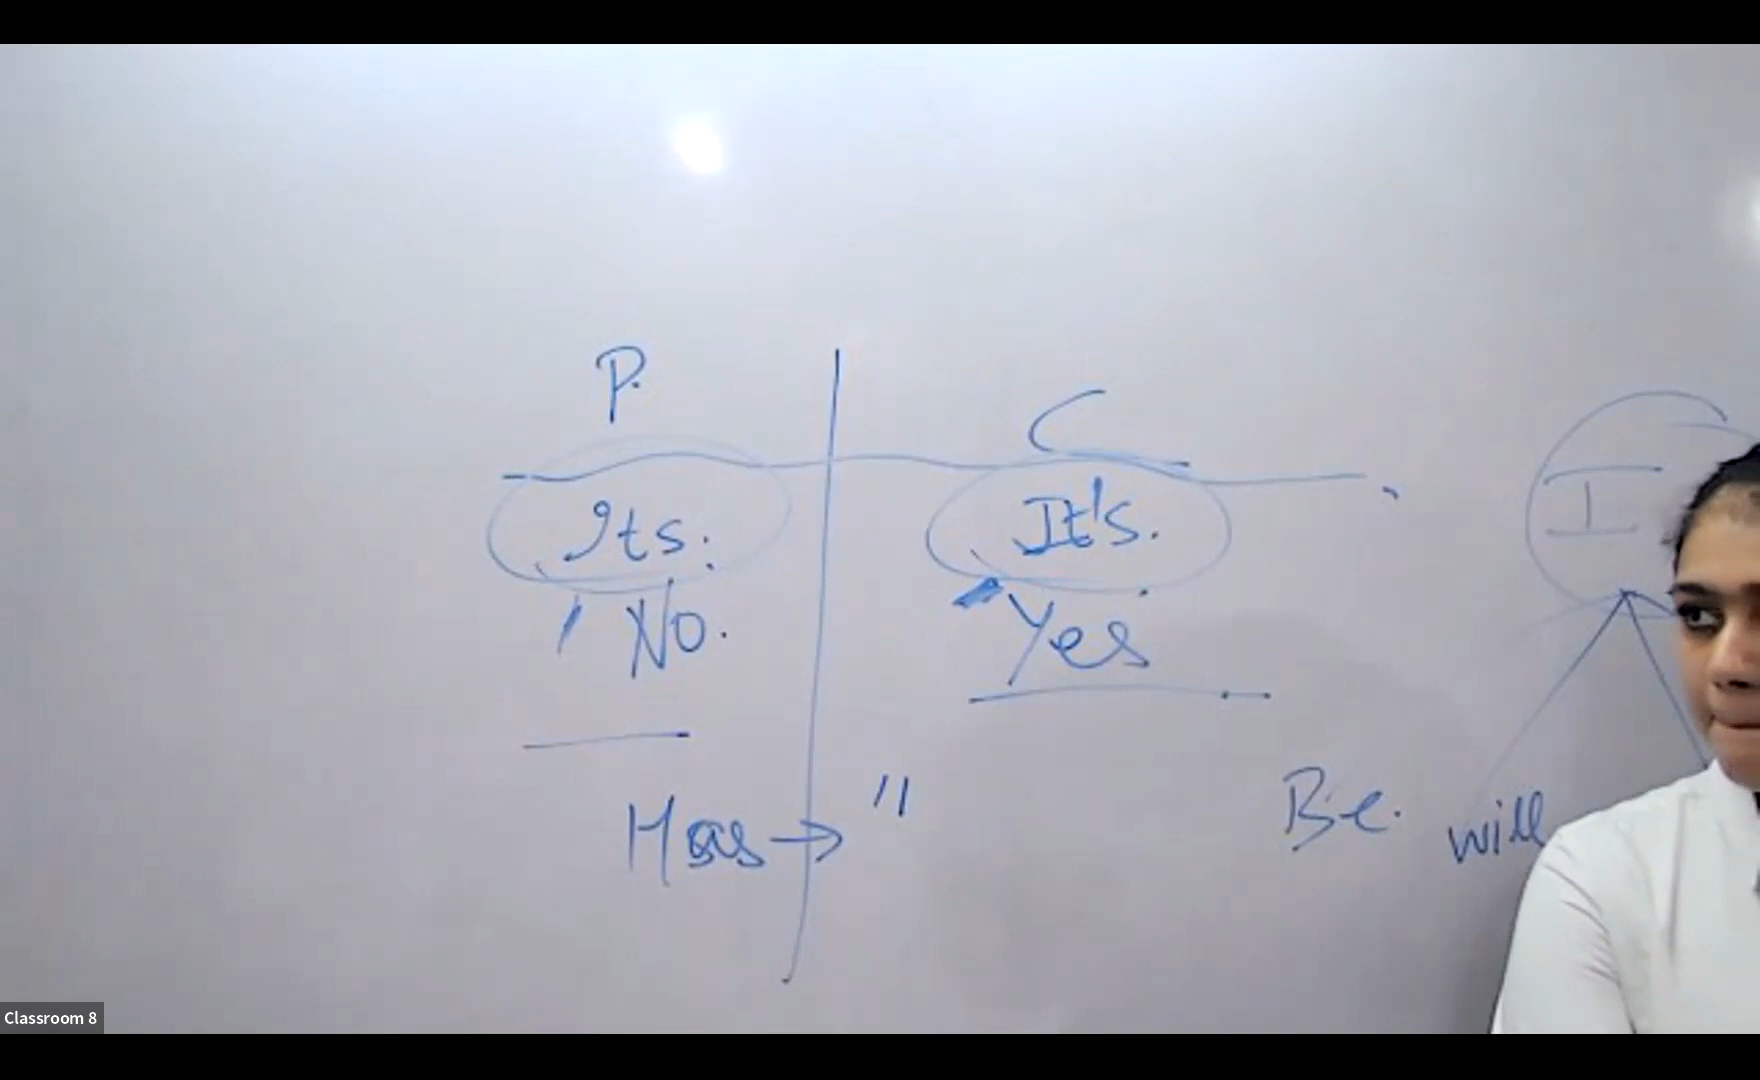 P. C
Its. It's. I
No. Yes
Has → "
Be. will
Classroom 8